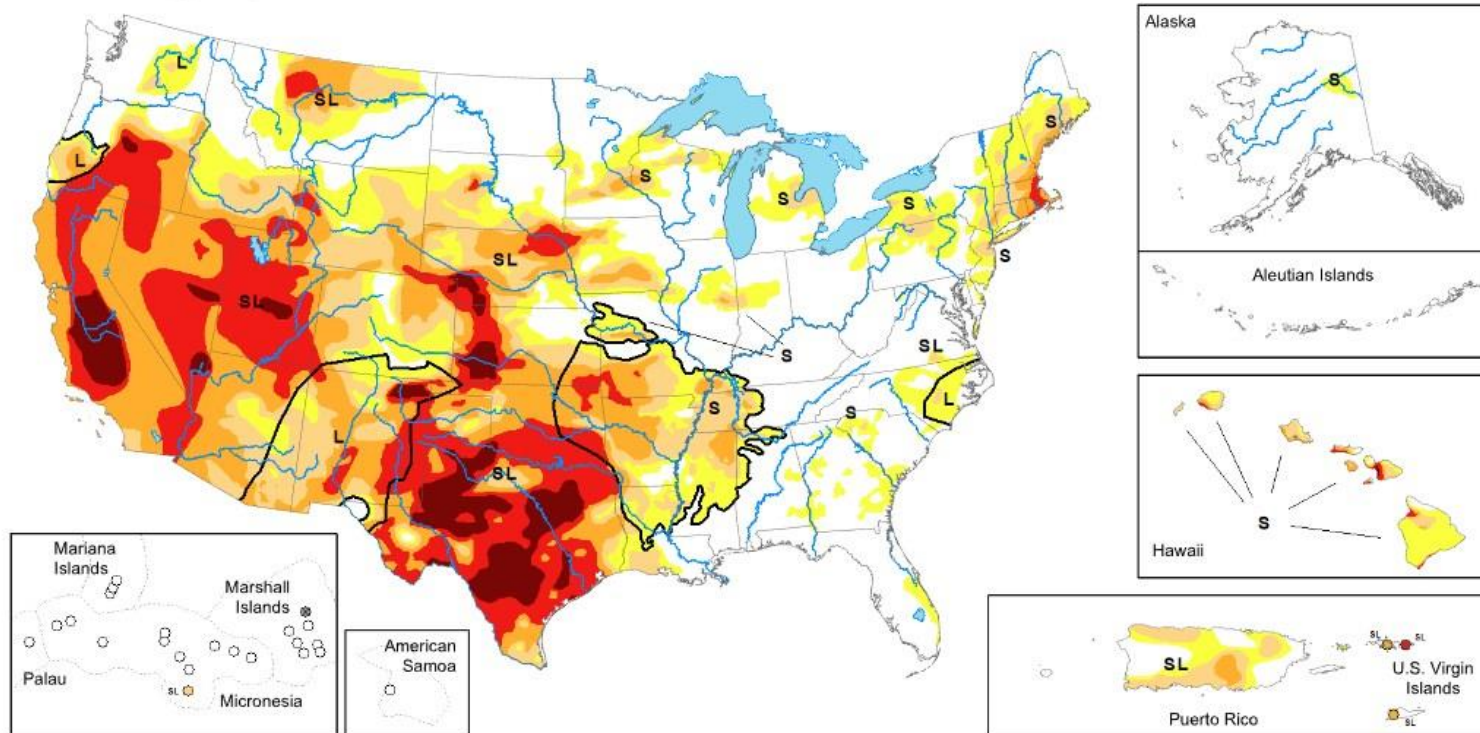 L
SL
L
S
S
S
S
S
SL
SL
S
SL
S
S
L
L
SL
Alaska
S
Aleutian Islands
S
Hawaii
Mariana
Islands
Marshall
Islands
Palau
SL
Micronesia
American
Samoa
SL
SL
SL
U.S. Virgin
Islands
SL
Puerto Rico